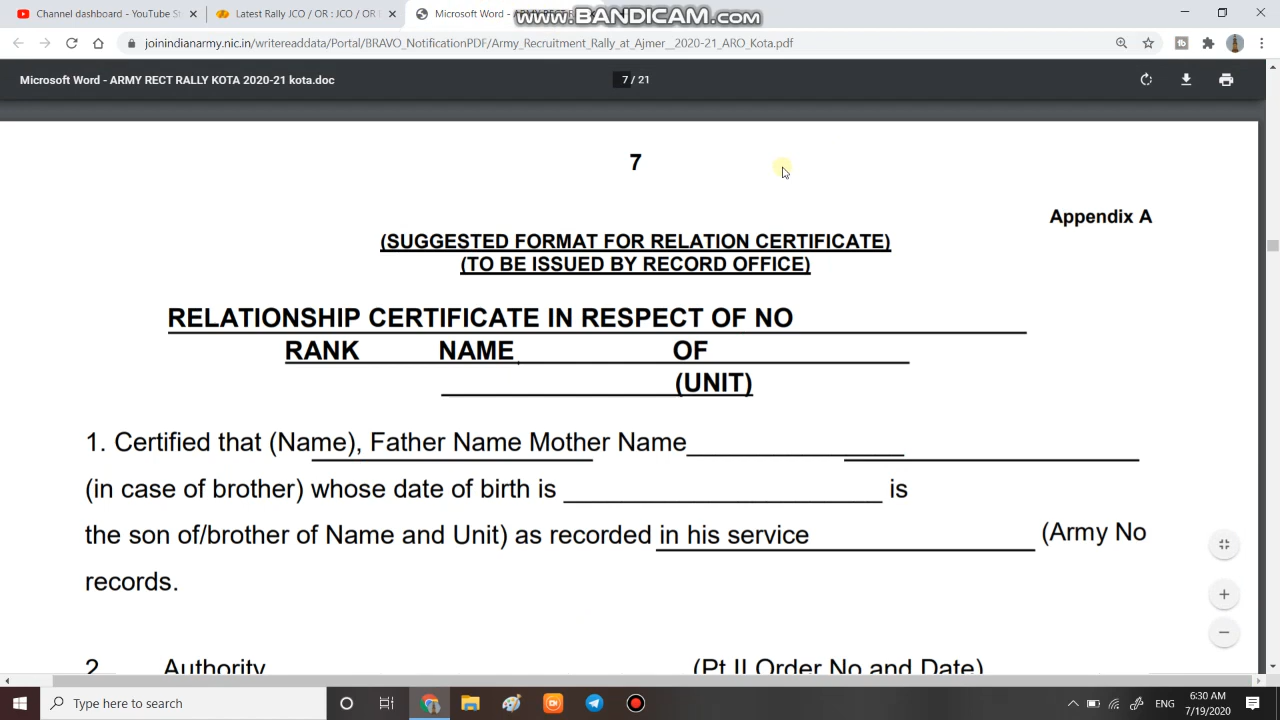 Channel dashboard - YouTube St
Latest Rally JCO / OR : JCO / OR
Microsoft Word - ARMY RECT R
www.BANDICAM.com
joinindianarmy.nic.in/writereaddata/Portal/BRAVO_NotificationPDF/Army_Recruitment_Rally_at_Ajmer__2020-21_ARO_Kota.pdf
Microsoft Word - ARMY RECT RALLY KOTA 2020-21 kota.doc
7 / 21
7
Appendix A
(SUGGESTED FORMAT FOR RELATION CERTIFICATE)
(TO BE ISSUED BY RECORD OFFICE)
RELATIONSHIP CERTIFICATE IN RESPECT OF NO
RANK NAME OF
(UNIT)
1. Certified that (Name), Father Name Mother Name
(in case of brother) whose date of birth is ______________________ is
the son of/brother of Name and Unit) as recorded in his service (Army No
records.
2. Authority (Pt II Order No and Date)
Type here to search
ENG
6:30 AM
7/19/2020